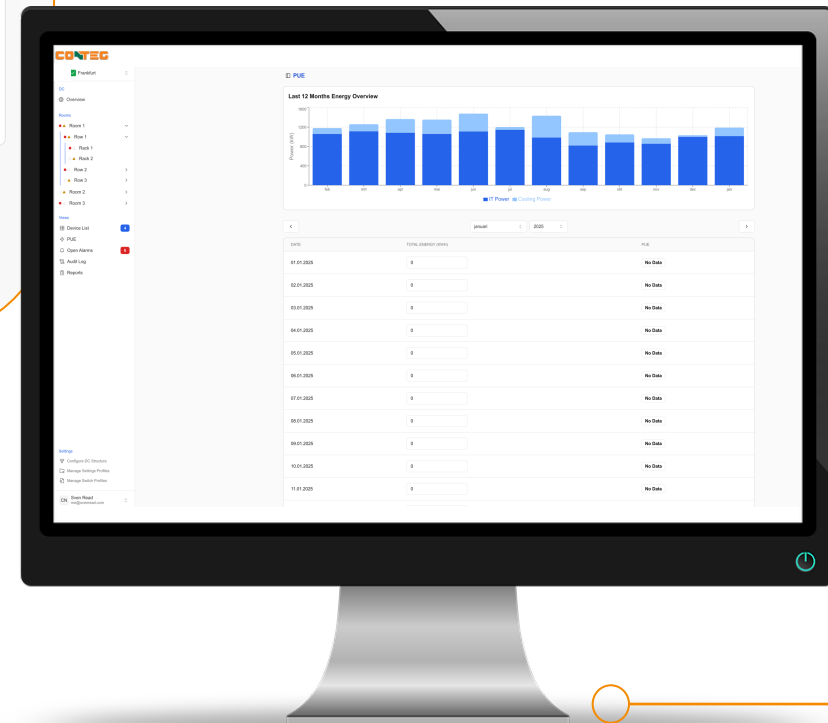 CONTEG
Frankfurt
DC
Overview
Rooms
Room 1
Row 1
Rack 1
Rack 2
Row 2
Row 3
Room 2
Room 3
Views
Device List
PUE
Open Alarms
Audit Log
Reports
Settings
Configure DC Structure
Manage Settings Profiles
Manage Switch Profiles
CN
Sven Road
PUE
Last 12 Months Energy Overview
Power (kW)
1600
1200
800
400
0
feb mrt apr mei jun jul aug sep okt nov dec jan
IT Power Cooling Power
januari 2025
DATE TOTAL ENERGY (KWH) PUE
01.01.2025 0 No Data
02.01.2025 0 No Data
03.01.2025 0 No Data
04.01.2025 0 No Data
05.01.2025 0 No Data
06.01.2025 0 No Data
07.01.2025 0 No Data
08.01.2025 0 No Data
09.01.2025 0 No Data
10.01.2025 0 No Data
11.01.2025 0 No Data